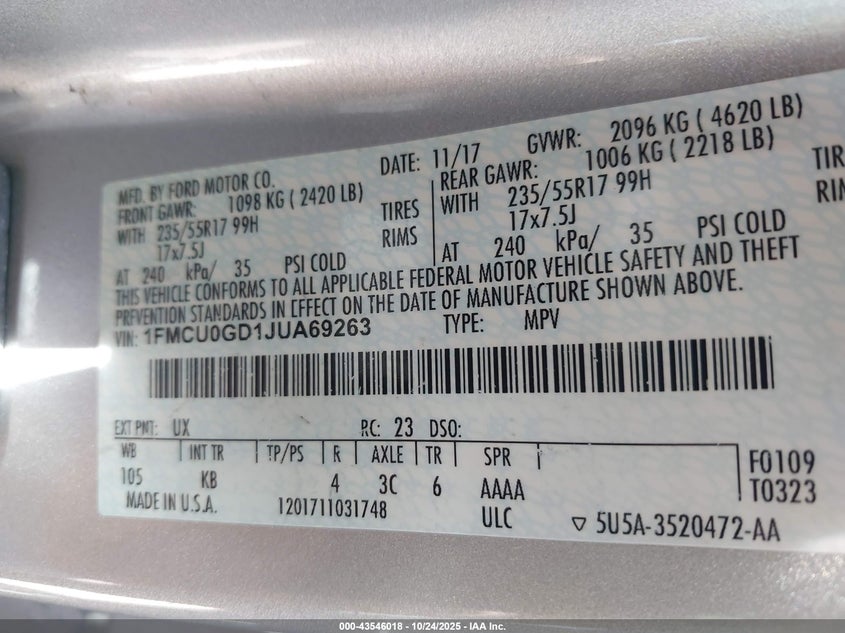 MFD. BY FORD MOTOR CO.
DATE: 11/17 GVWR: 2096 KG ( 4620 LB)
FRONT GAWR: 1098 KG ( 2420 LB) REAR GAWR: 1006 KG ( 2218 LB)
WITH 235/55R17 99H TIRES WITH 235/55R17 99H TIR
17x7.5J RIMS 17x7.5J RIM
AT 240 kPa/ 35 PSI COLD AT 240 kPa/ 35 PSI COLD
THIS VEHICLE CONFORMS TO ALL APPLICABLE FEDERAL MOTOR VEHICLE SAFETY AND THEFT
PREVENTION STANDARDS IN EFFECT ON THE DATE OF MANUFACTURE SHOWN ABOVE.
VIN: 1FMCU0GD1JUA69263 TYPE: MPV
EXT PNT: UX RC: 23 DSO:
WB INT TR TP/PS R AXLE TR SPR F0109
105 KB 4 3C 6 AAAA T0323
MADE IN U.S.A. 1201711031748 ULC 5U5A-3520472-AA
000-43546018 - 10/24/2025 - IAA Inc.